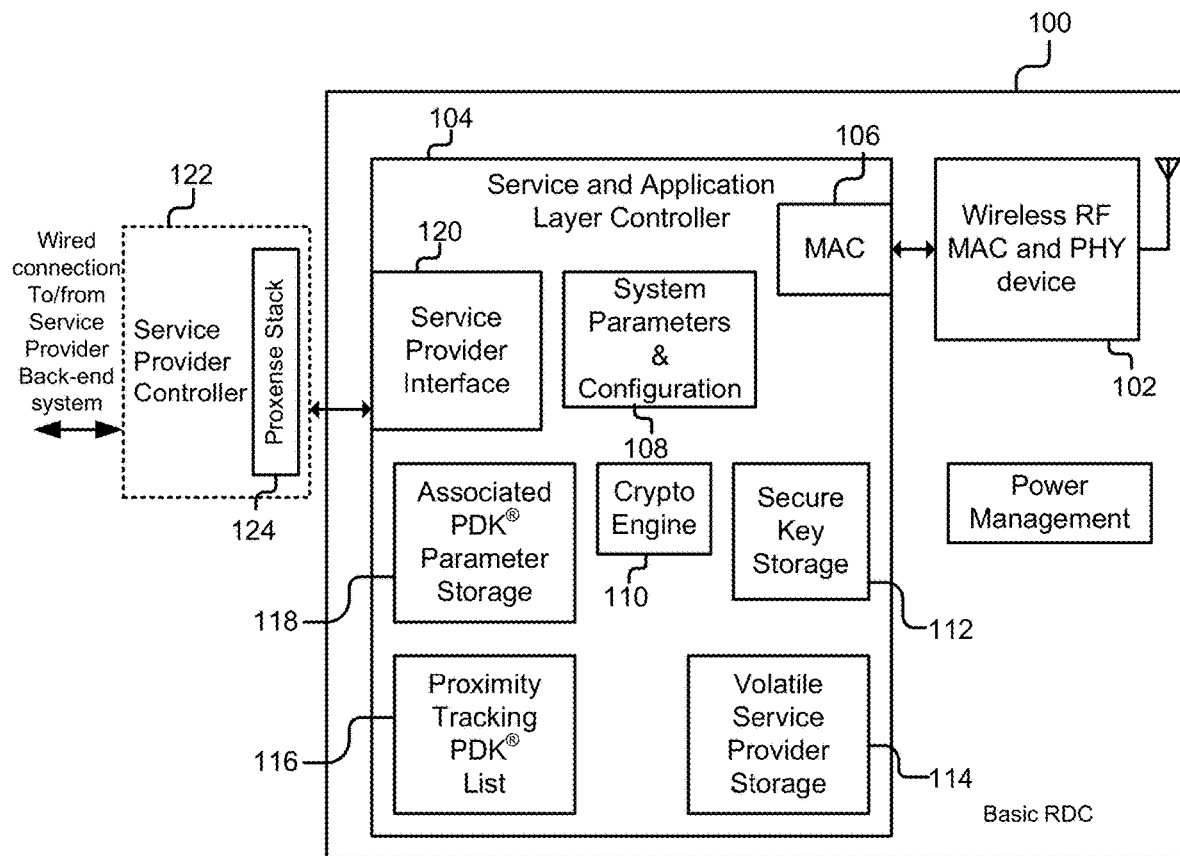 100
104
106
122
Service and Application
Layer Controller
Wireless RF
MAC and PHY
device
MAC
102
120
Wired
connection
To/from
Service
Provider
Back-end
system
Service
Provider
Controller
Proxense Stack
124
Service
Provider
Interface
System
Parameters
&
Configuration
108
Associated
PDK®
Parameter
Storage
118
Crypto
Engine
110
Secure
Key
Storage
112
Power
Management
Proximity
Tracking
PDK®
List
116
Volatile
Service
Provider
Storage
114
Basic RDC